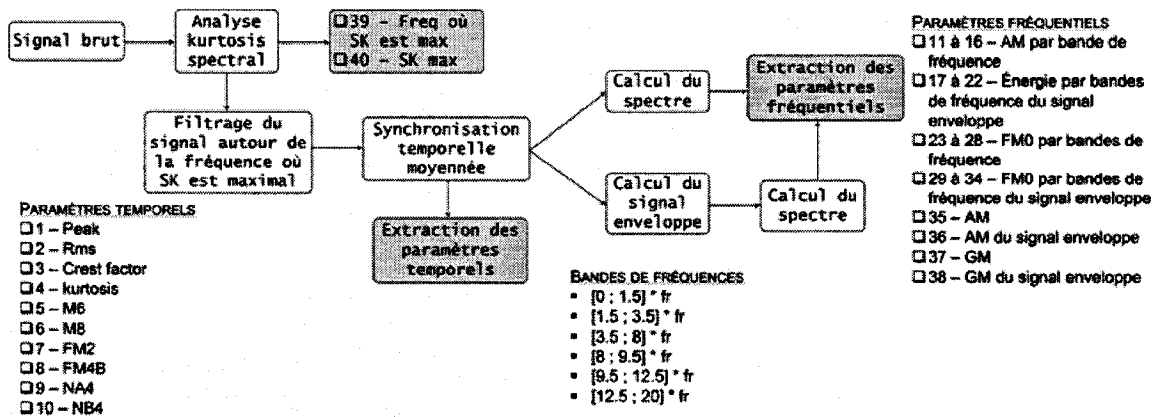 Signal brut
Analyse
kurtosis
spectral
❑39 – Freq où
SK est max
❑40 – SK max
Filtrage du
signal autour de
la fréquence où
SK est maximal
Synchronisation
temporelle
moyennée
Extraction des
paramètres
temporels
Calcul du
spectre
Calcul du
signal
enveloppe
Calcul du
spectre
Extraction des
paramètres
fréquentiels
PARAMÈTRES TEMPORELS
❑1 – Peak
❑2 – Rms
❑3 – Crest factor
❑4 – kurtosis
❑5 – M6
❑6 – M8
❑7 – FM2
❑8 – FM4B
❑9 – NA4
❑10 – NB4
BANDES DE FRÉQUENCES
▪ [0 ; 1.5] * fr
▪ [1.5 ; 3.5] * fr
▪ [3.5 ; 8] * fr
▪ [8 ; 9.5] * fr
▪ [9.5 ; 12.5] * fr
▪ [12.5 ; 20] * fr
PARAMÈTRES FRÉQUENTIELS
❑11 à 16 – AM par bande de
fréquence
❑17 à 22 – Énergie par bandes
de fréquence du signal
enveloppe
❑23 à 28 – FM0 par bandes de
fréquence
❑29 à 34 – FM0 par bandes de
fréquence du signal enveloppe
❑35 – AM
❑36 – AM du signal enveloppe
❑37 – GM
❑38 – GM du signal enveloppe